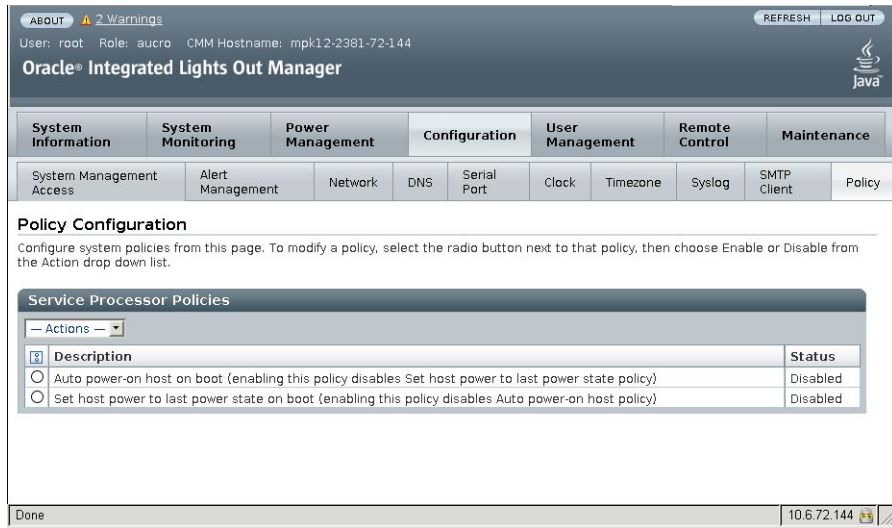 ABOUT 2 Warnings REFRESH LOG OUT
User: root Role: aucro CMM Hostname: mpk12-2381-72-144
Oracle® Integrated Lights Out Manager
Java™
System Information System Monitoring Power Management Configuration User Management Remote Control Maintenance
System Management Access Alert Management Network DNS Serial Port Clock Timezone Syslog SMTP Client Policy
Policy Configuration
Configure system policies from this page. To modify a policy, select the radio button next to that policy, then choose Enable or Disable from
the Action drop down list.
Service Processor Policies
— Actions —
Description Status
Auto power-on host on boot (enabling this policy disables Set host power to last power state policy) Disabled
Set host power to last power state on boot (enabling this policy disables Auto power-on host policy) Disabled
Done 10.6.72.144